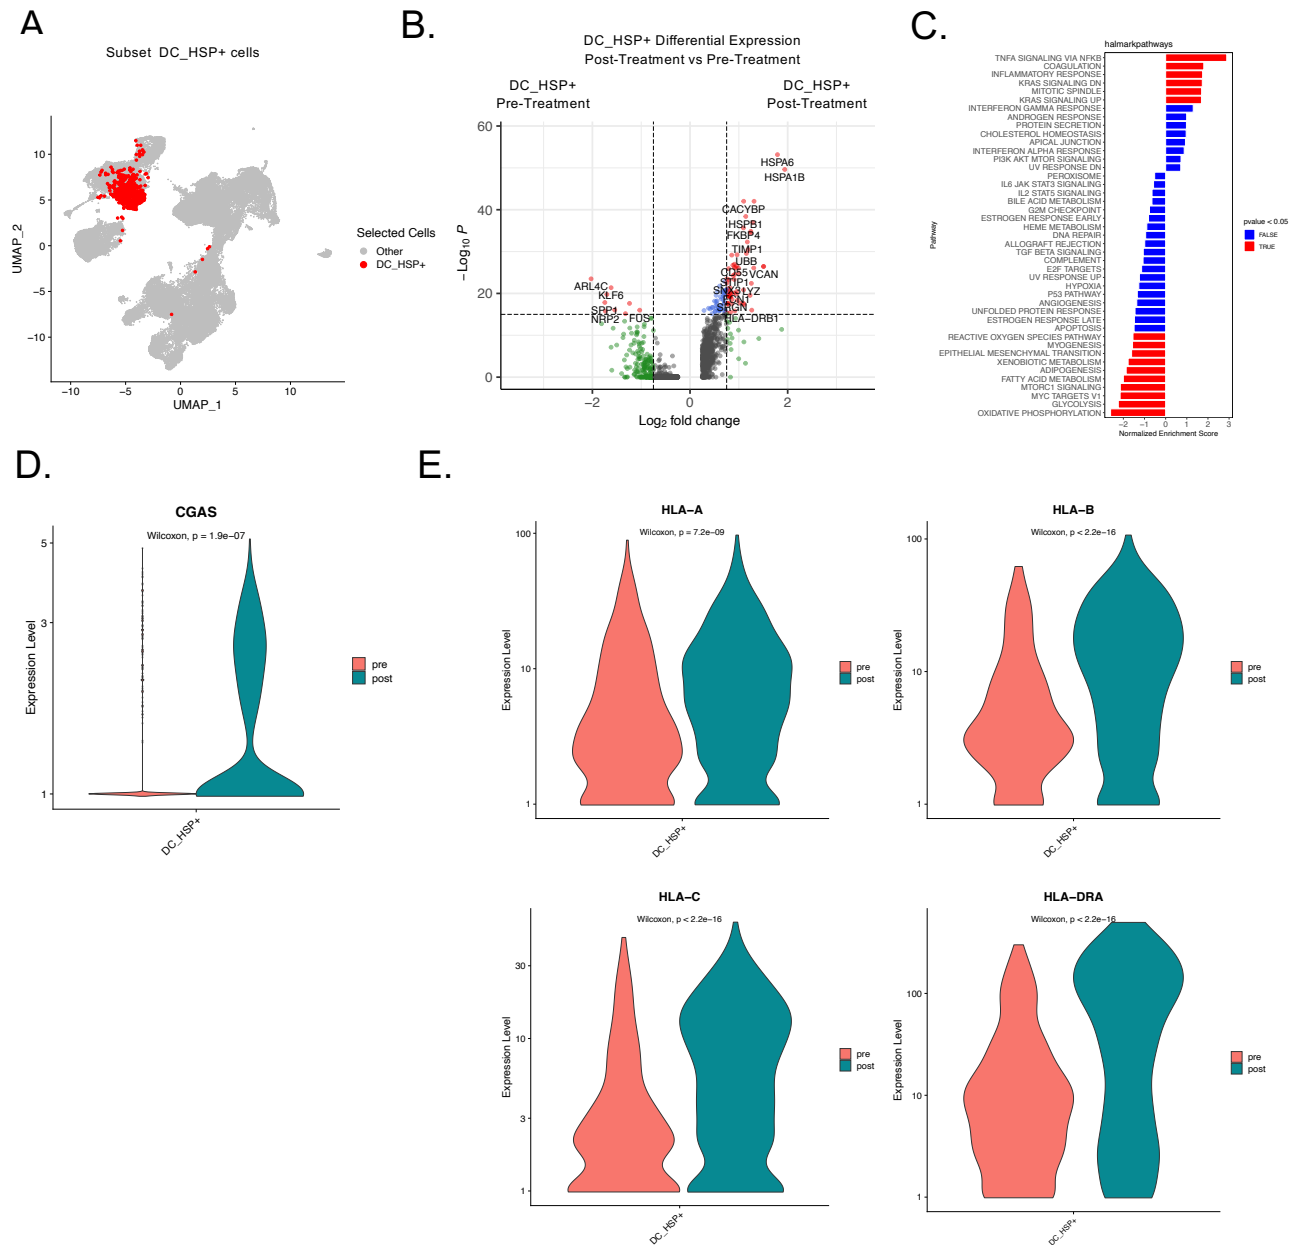 A
Subset DC_HSP+ cells
UMAP_2
10
5
0
−5
−10
−10
−5
0
5
10
UMAP_1
Selected Cells
Other
DC_HSP+
B.
DC_HSP+ Differential Expression
Post-Treatment vs Pre-Treatment
DC_HSP+
Pre-Treatment
DC_HSP+
Post-Treatment
−Log10 P
60
40
20
0
HSPA6
HSPA1B
CACYBP
HSPB1
FKBP4
TIMP1
UBB
CD55
VCAN
STIP1
SNX3
LYZ
SRGN
HLA−DRB1
ARL4C
KLF6
SPP1
NRP2
FUS
−2
0
2
Log2 fold change
C.
halmarkpathways
Pathway
TNFA SIGNALING VIA NFKB
COAGULATION
INFLAMMATORY RESPONSE
KRAS SIGNALING DN
MITOTIC SPINDLE
KRAS SIGNALING UP
INTERFERON GAMMA RESPONSE
ANDROGEN RESPONSE
PROTEIN SECRETION
CHOLESTEROL HOMEOSTASIS
APICAL JUNCTION
INTERFERON ALPHA RESPONSE
PI3K AKT MTOR SIGNALING
UV RESPONSE DN
PEROXISOME
IL6 JAK STAT3 SIGNALING
IL2 STAT5 SIGNALING
BILE ACID METABOLISM
G2M CHECKPOINT
ESTROGEN RESPONSE EARLY
HEME METABOLISM
DNA REPAIR
ALLOGRAFT REJECTION
TGF BETA SIGNALING
COMPLEMENT
E2F TARGETS
UV RESPONSE UP
HYPOXIA
P53 PATHWAY
ANGIOGENESIS
UNFOLDED PROTEIN RESPONSE
ESTROGEN RESPONSE LATE
APOPTOSIS
REACTIVE OXYGEN SPECIES PATHWAY
MYOGENESIS
EPITHELIAL MESENCHYMAL TRANSITION
XENOBIOTIC METABOLISM
ADIPOGENESIS
FATTY ACID METABOLISM
MTORC1 SIGNALING
MYC TARGETS V1
GLYCOLYSIS
OXIDATIVE PHOSPHORYLATION
−2
−1
0
1
2
3
Normalized Enrichment Score
pvalue < 0.05
FALSE
TRUE
D.
CGAS
Wilcoxon, p = 1.9e−07
Expression Level
5
3
1
DC_HSP+
pre
post
E.
HLA−A
Wilcoxon, p = 7.2e−09
Expression Level
100
10
1
DC_HSP+
pre
post
HLA−B
Wilcoxon, p < 2.2e−16
Expression Level
100
10
1
DC_HSP+
pre
post
HLA−C
Wilcoxon, p < 2.2e−16
Expression Level
30
10
3
1
DC_HSP+
pre
post
HLA−DRA
Wilcoxon, p < 2.2e−16
Expression Level
100
10
1
DC_HSP+
pre
post